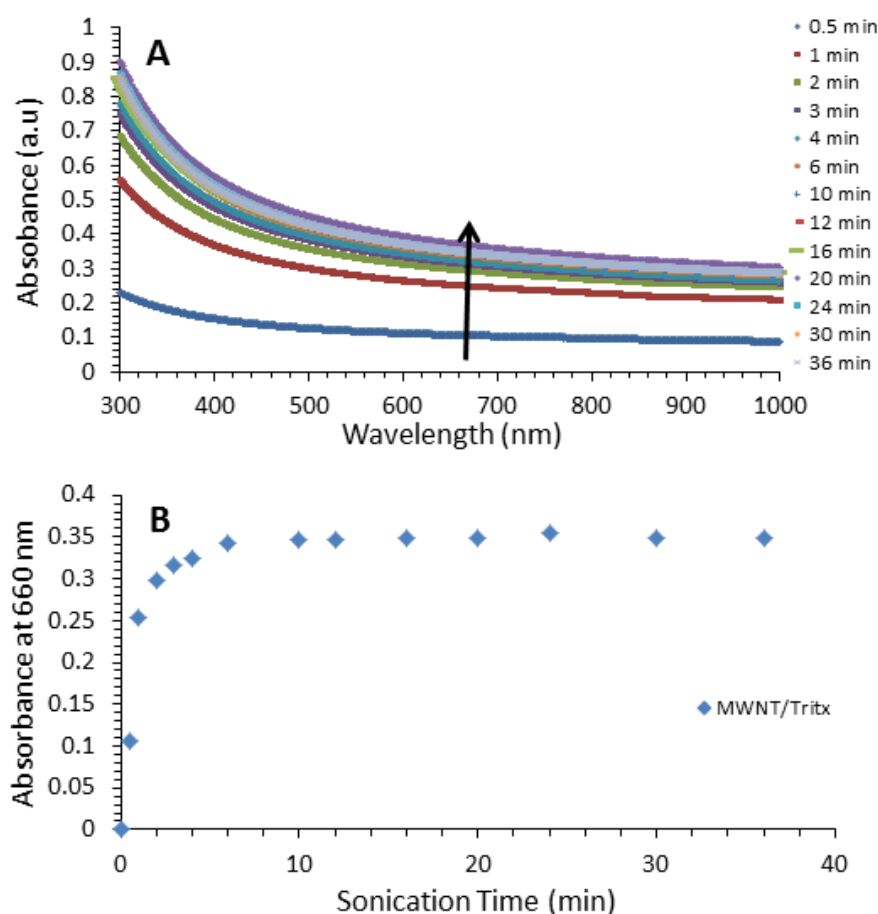 A
Absobance (a.u)
1
0.9
0.8
0.7
0.6
0.5
0.4
0.3
0.2
0.1
0
300 400 500 600 700 800 900 1000
Wavelength (nm)
0.5 min
1 min
2 min
3 min
4 min
6 min
10 min
12 min
16 min
20 min
24 min
30 min
36 min
B
Absorbance at 660 nm
0.4
0.35
0.3
0.25
0.2
0.15
0.1
0.05
0
0 10 20 30 40
Sonication Time (min)
MWNT/Tritx